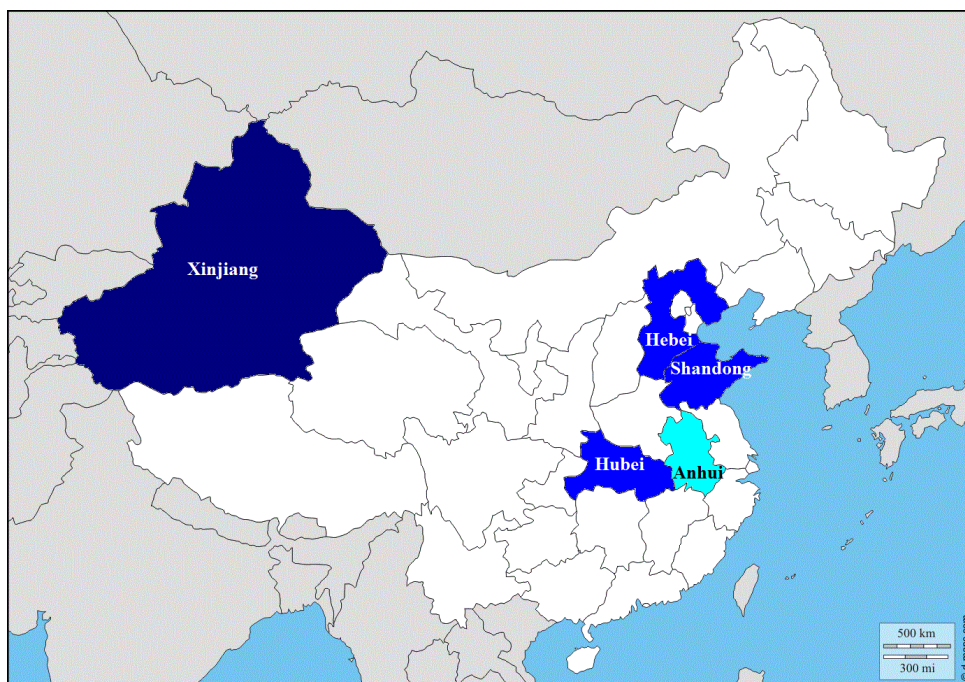 Xinjiang
Hebei
Shandong
Hubei
Anhui
500 km
300 mi